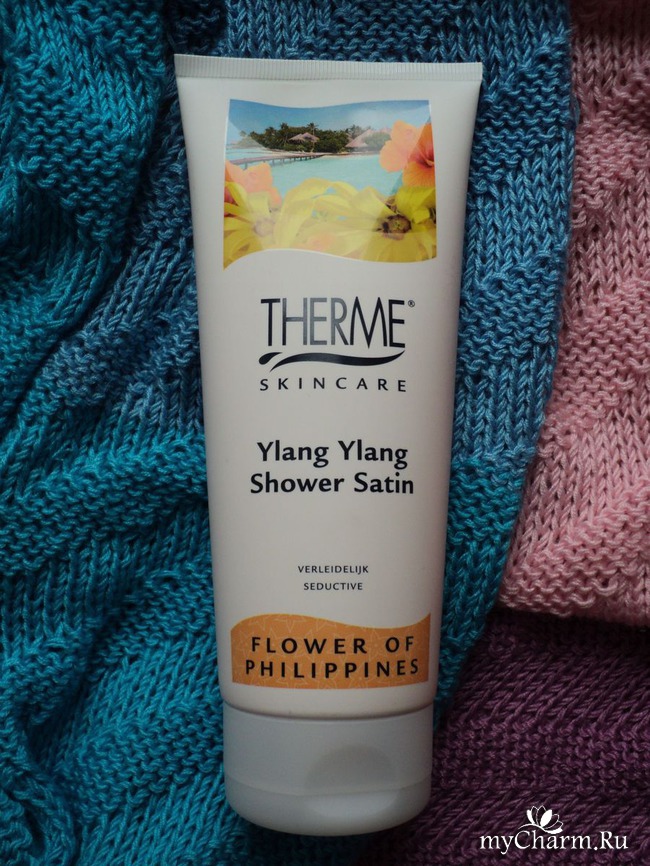 THERME®
SKINCARE
Ylang Ylang
Shower Satin
VERLEIDELIJK
SEDUCTIVE
FLOWER OF
PHILIPPINES
myCharm.Ru